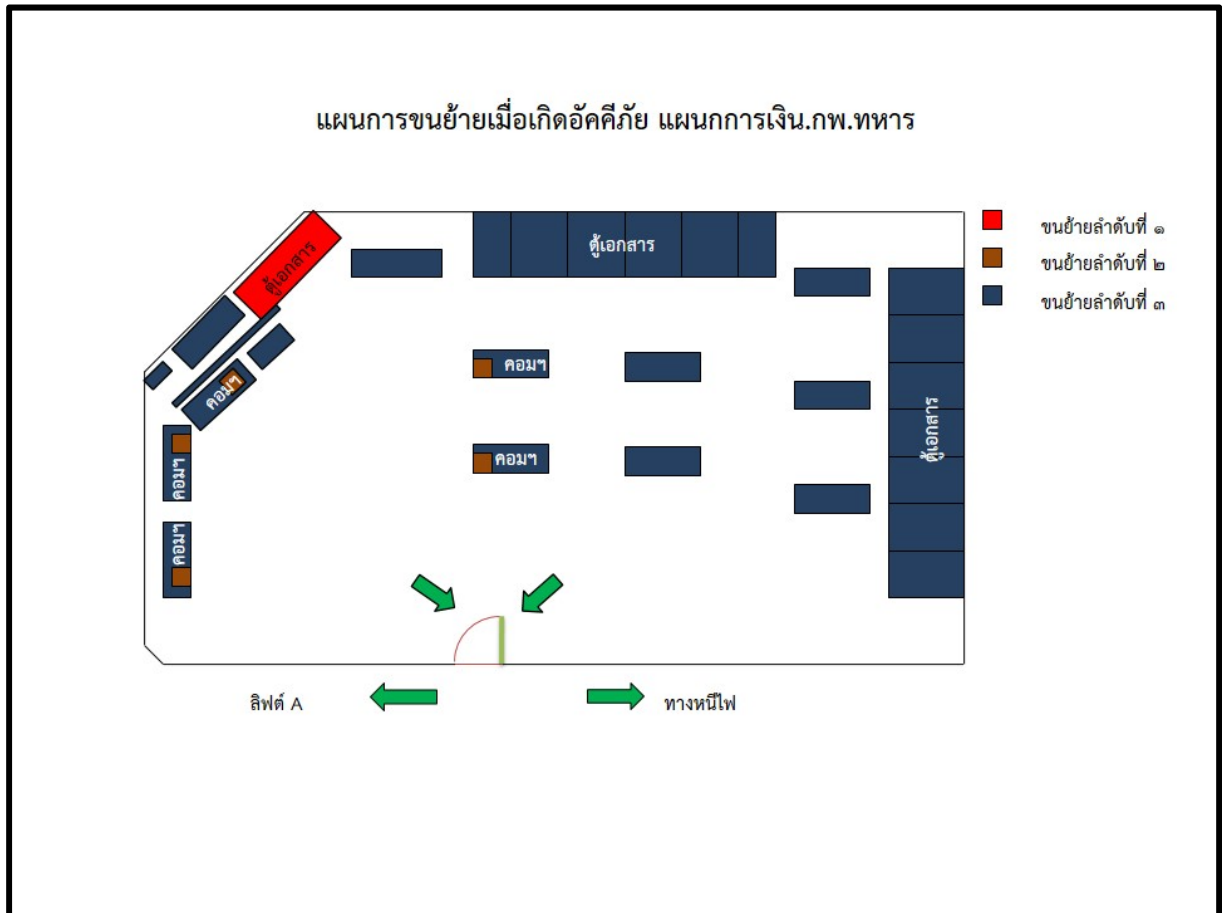 แผนการขนย้ายเมื่อเกิดอัคคีภัย แผนกการเงิน.กพ.ทหาร
ตู้เอกสาร
ตู้เอกสาร
ขนย้ายลำดับที่ ๑
ขนย้ายลำดับที่ ๒
ขนย้ายลำดับที่ ๓
คอมฯ
คอมฯ
คอมฯ
ตู้เอกสาร
คอมฯ
คอมฯ
ลิฟต์ A
ทางหนีไฟ